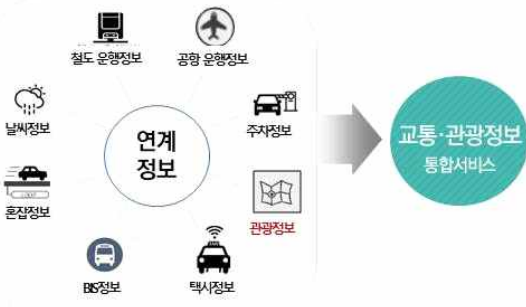 철도 운행정보
공항 운행정보
날씨정보
주차정보
연계
정보
교통·관광정보
통합서비스
혼잡정보
관광정보
BIS정보
택시정보